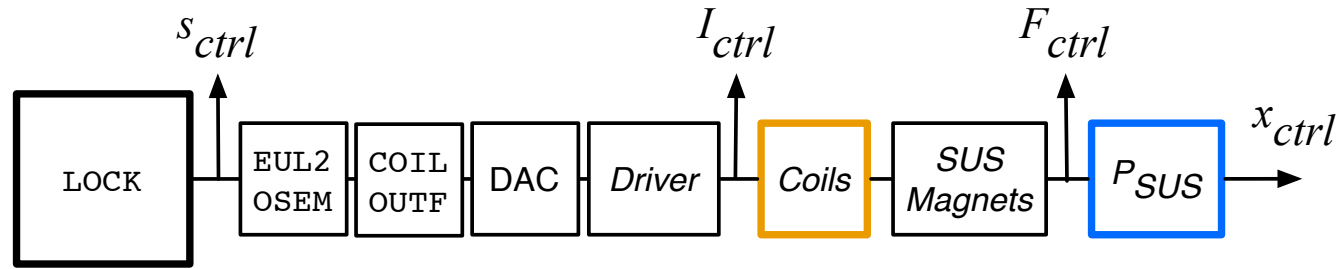 s_ctrl
I_ctrl
F_ctrl
x_ctrl
LOCK
EUL2
OSEM
COIL
OUTF
DAC
Driver
Coils
SUS
Magnets
P_SUS